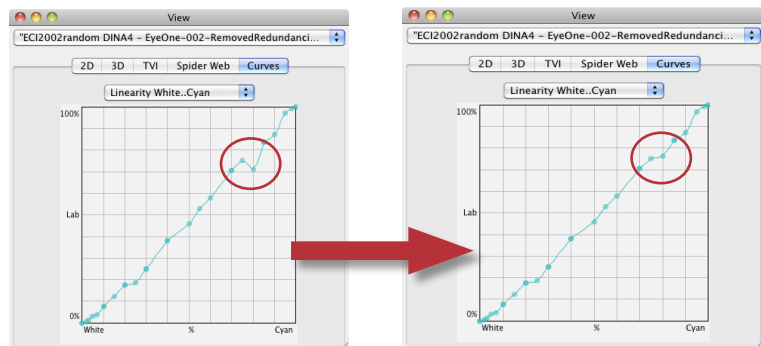 View
"ECI2002random DINA4 - EyeOne-002-RemovedRedundanci...
2D 3D TVI Spider Web Curves
Linearity White..Cyan
100%
Lab
0%
White % Cyan
View
"ECI2002random DINA4 - EyeOne-002-RemovedRedundanci...
2D 3D TVI Spider Web Curves
Linearity White..Cyan
100%
Lab
0%
White % Cyan